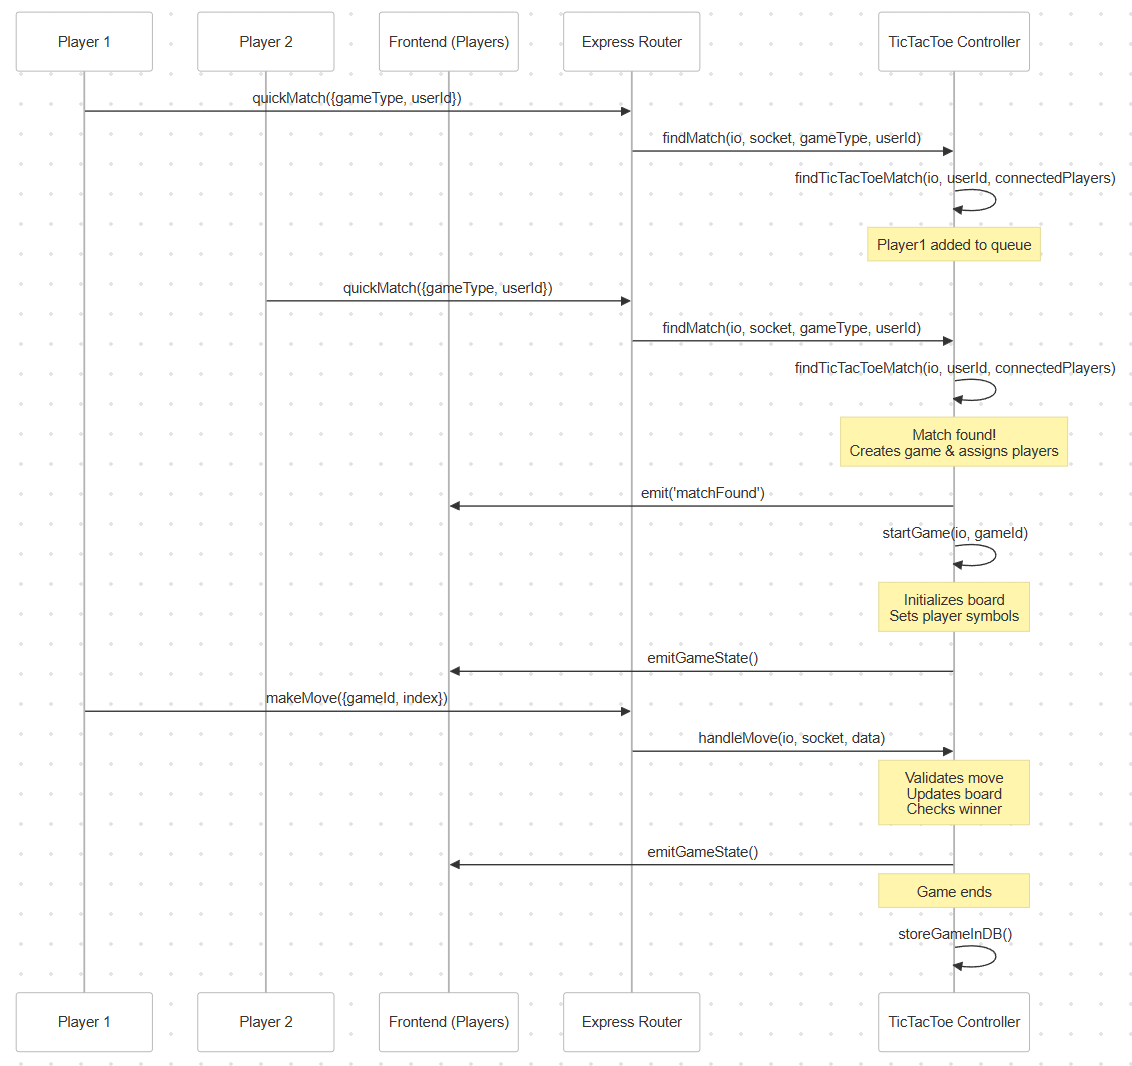 Player 1
Player 2
Frontend (Players)
Express Router
TicTacToe Controller
quickMatch({gameType, userId})
findMatch(io, socket, gameType, userId)
findTicTacToeMatch(io, userId, connectedPlayers)
Player1 added to queue
quickMatch({gameType, userId})
findMatch(io, socket, gameType, userId)
findTicTacToeMatch(io, userId, connectedPlayers)
Match found!
Creates game & assigns players
emit('matchFound')
startGame(io, gameId)
Initializes board
Sets player symbols
emitGameState()
makeMove({gameId, index})
handleMove(io, socket, data)
Validates move
Updates board
Checks winner
emitGameState()
Game ends
storeGameInDB()
Player 1
Player 2
Frontend (Players)
Express Router
TicTacToe Controller